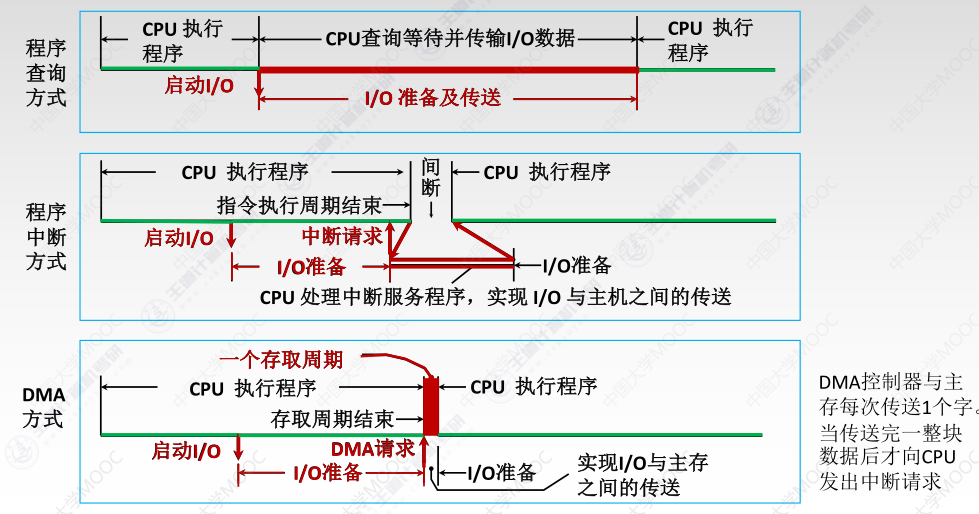 程序
查询
方式
CPU 执行
程序
CPU查询等待并传输I/O数据
CPU 执行
程序
启动I/O
I/O 准备及传送
程序
中断
方式
CPU 执行程序
间
断
CPU 执行程序
指令执行周期结束
启动I/O
中断请求
I/O准备
I/O准备
CPU 处理中断服务程序，实现 I/O 与主机之间的传送
DMA
方式
一个存取周期
CPU 执行程序
CPU 执行程序
存取周期结束
启动I/O
DMA请求
I/O准备
I/O准备
实现I/O与主存
之间的传送
DMA控制器与主
存每次传送1个字。
当传送完一整块
数据后才向CPU
发出中断请求
中国大学MOOC
王道计算机考研